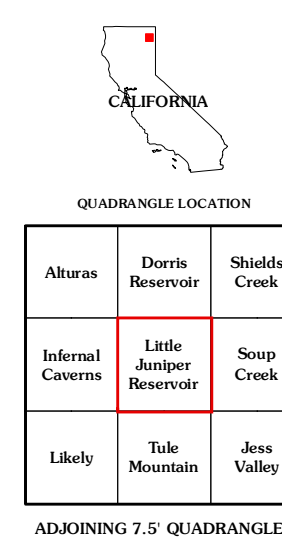 CALIFORNIA
QUADRANGLE LOCATION
Alturas
Dorris
Reservoir
Shields
Creek
Infernal
Caverns
Little
Juniper
Reservoir
Soup
Creek
Likely
Tule
Mountain
Jess
Valley
ADJOINING 7.5' QUADRANGLE